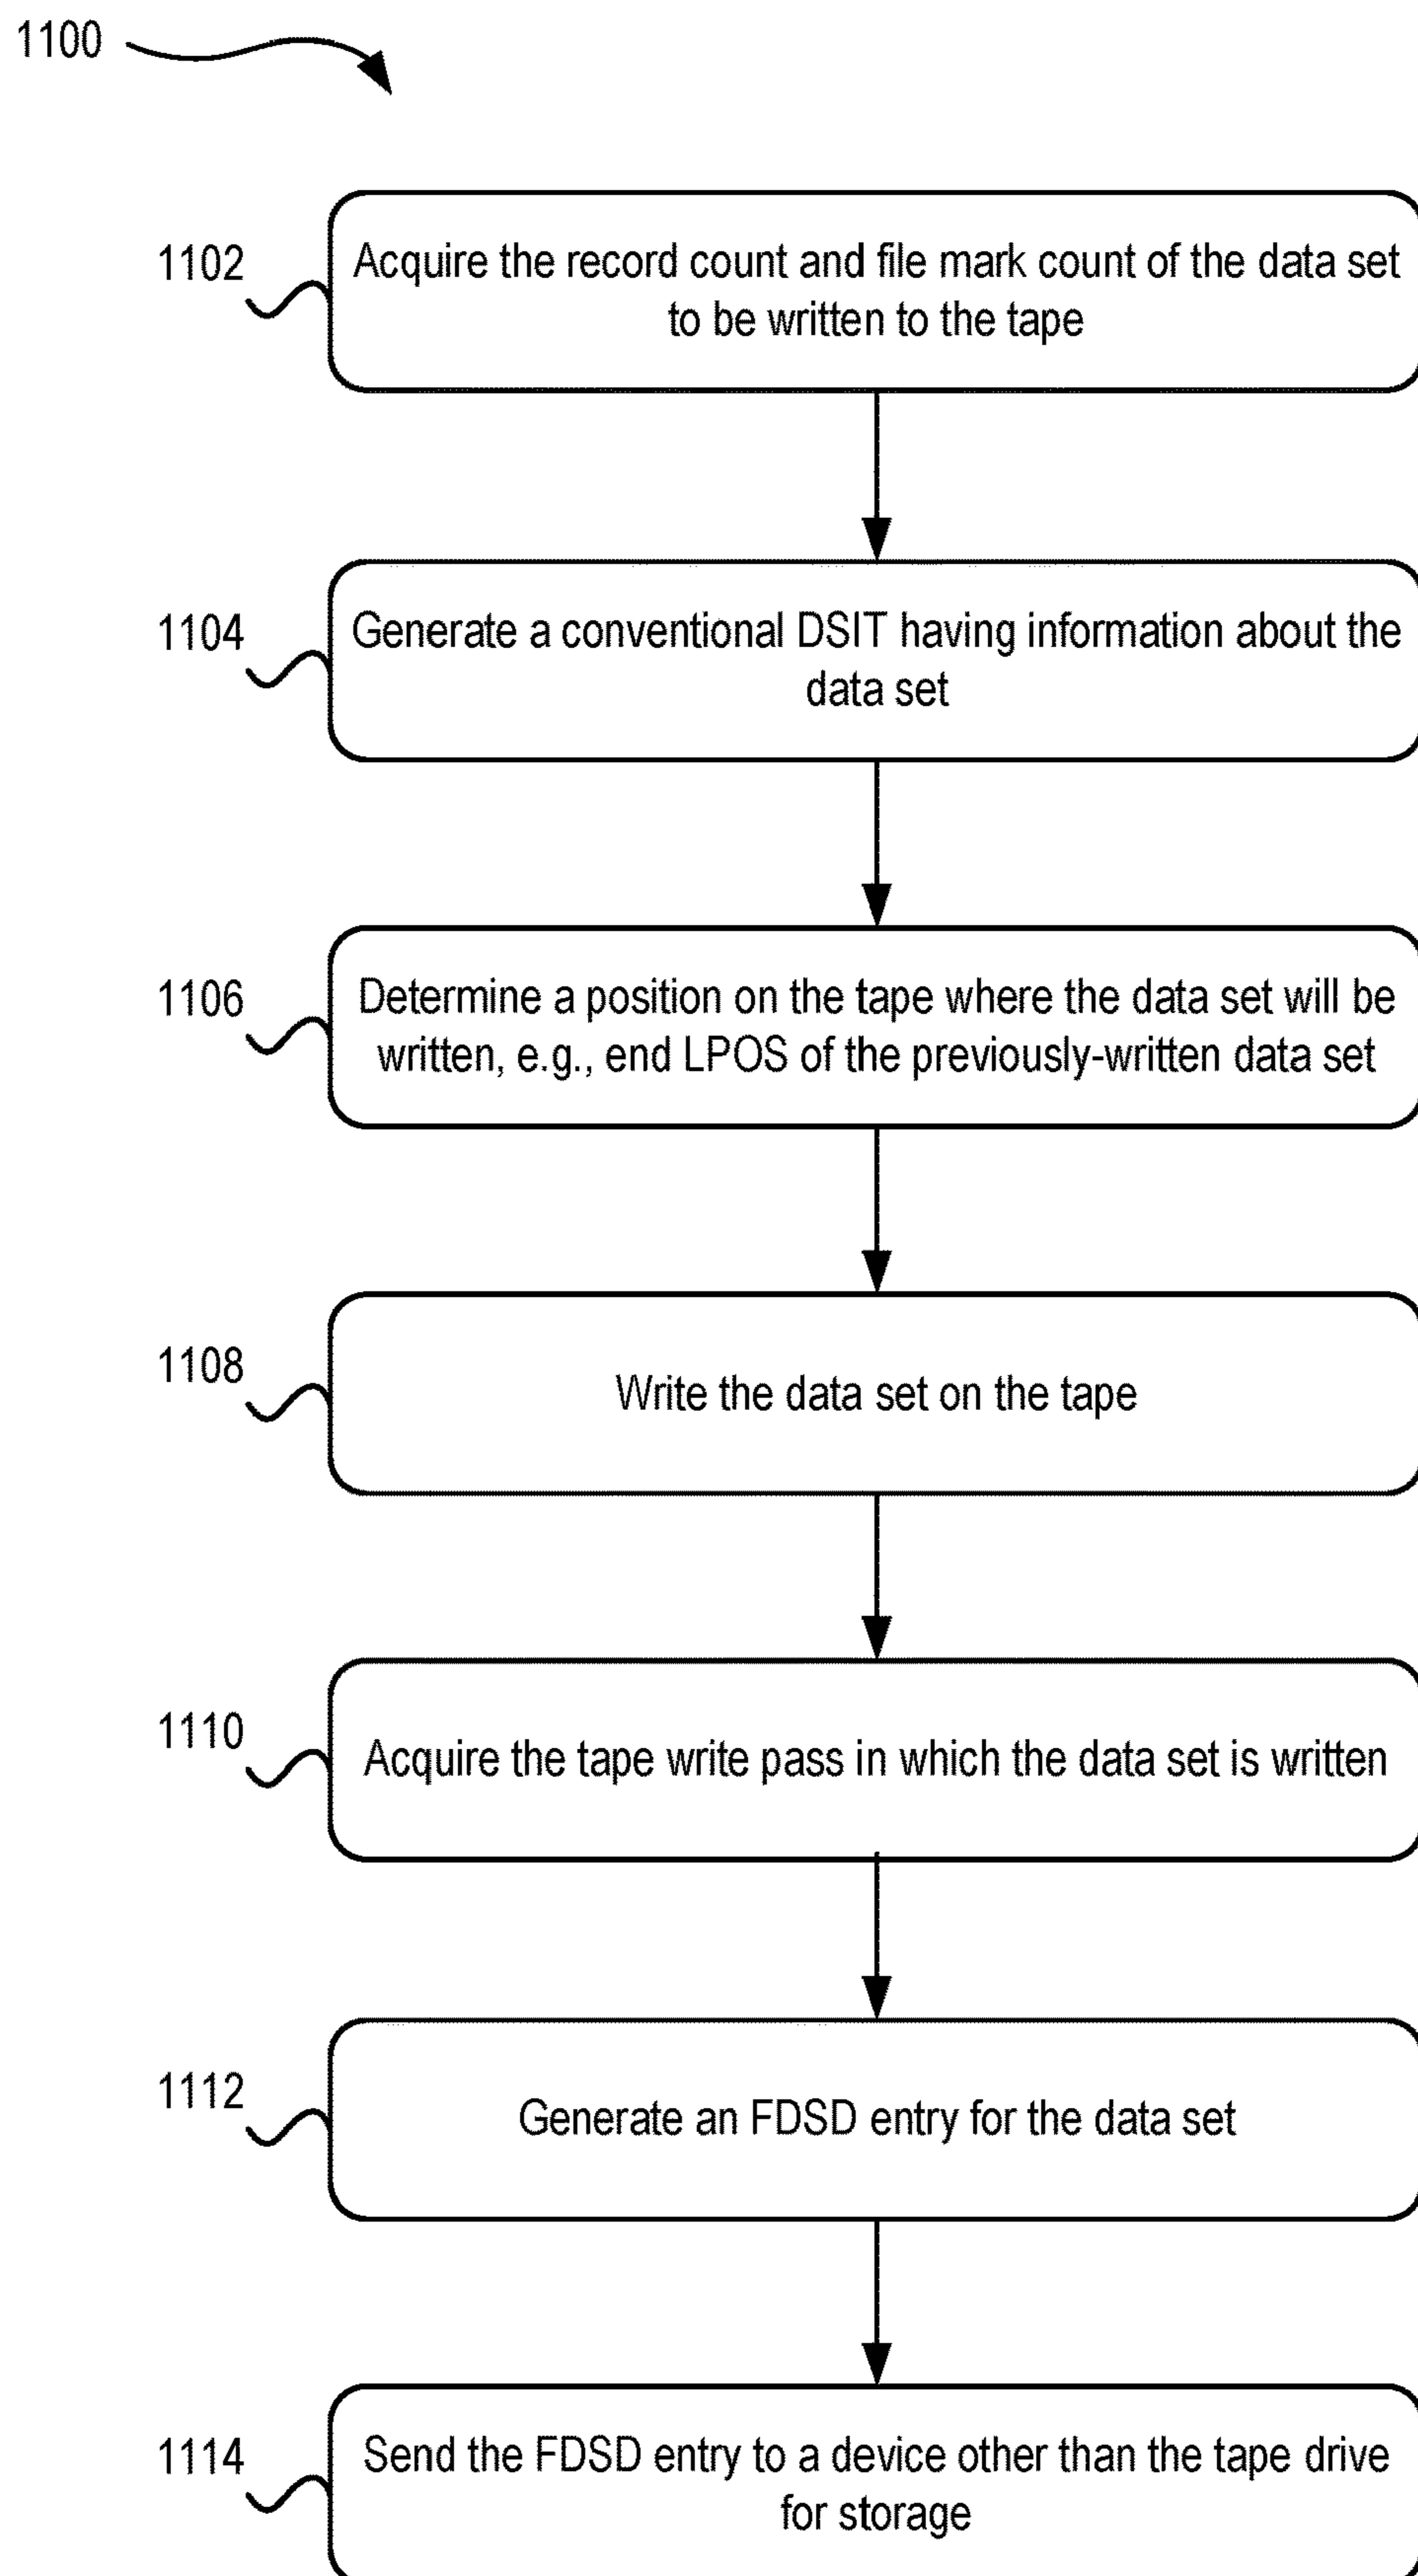 1100
1102
Acquire the record count and file mark count of the data set
to be written to the tape
1104
Generate a conventional DSIT having information about the
data set
1106
Determine a position on the tape where the data set will be
written, e.g., end LPOS of the previously-written data set
1108
Write the data set on the tape
1110
Acquire the tape write pass in which the data set is written
1112
Generate an FDSD entry for the data set
1114
Send the FDSD entry to a device other than the tape drive
for storage